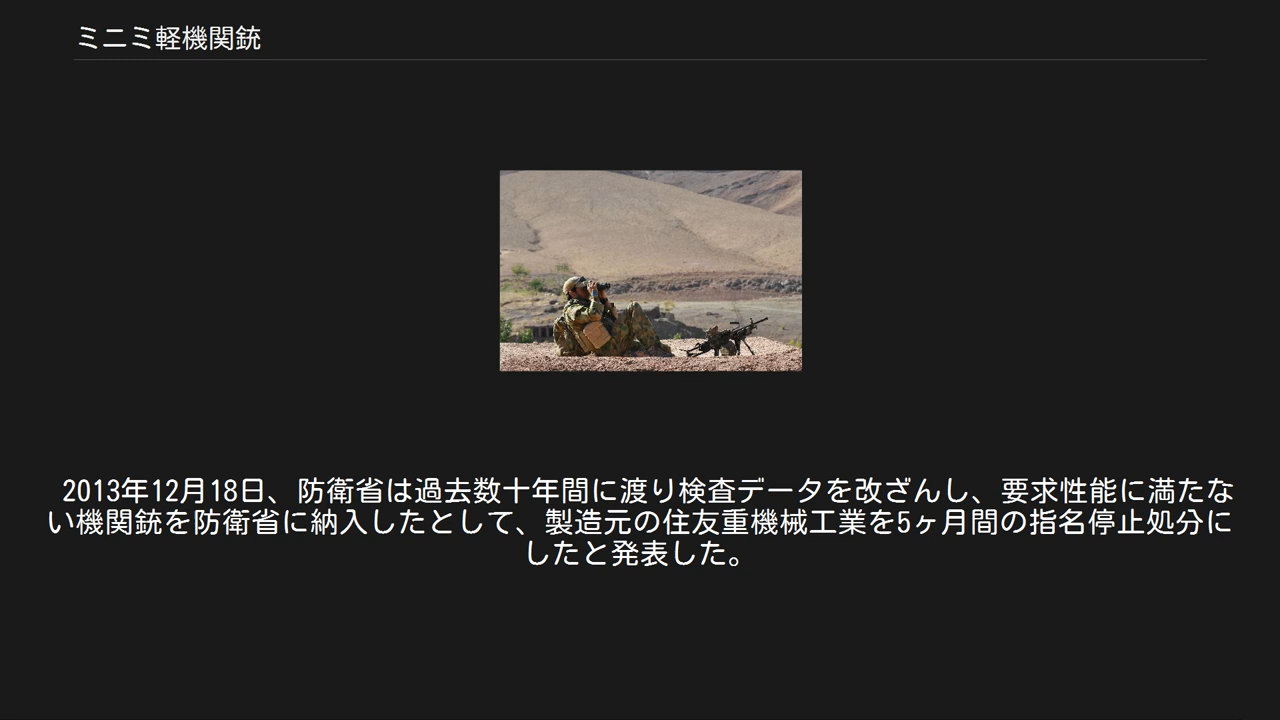 ミニミ軽機関銃
2013年12月18日、防衛省は過去数十年間に渡り検査データを改ざんし、要求性能に満たな
い機関銃を防衛省に納入したとして、製造元の住友重機械工業を5ヶ月間の指名停止処分に
したと発表した。